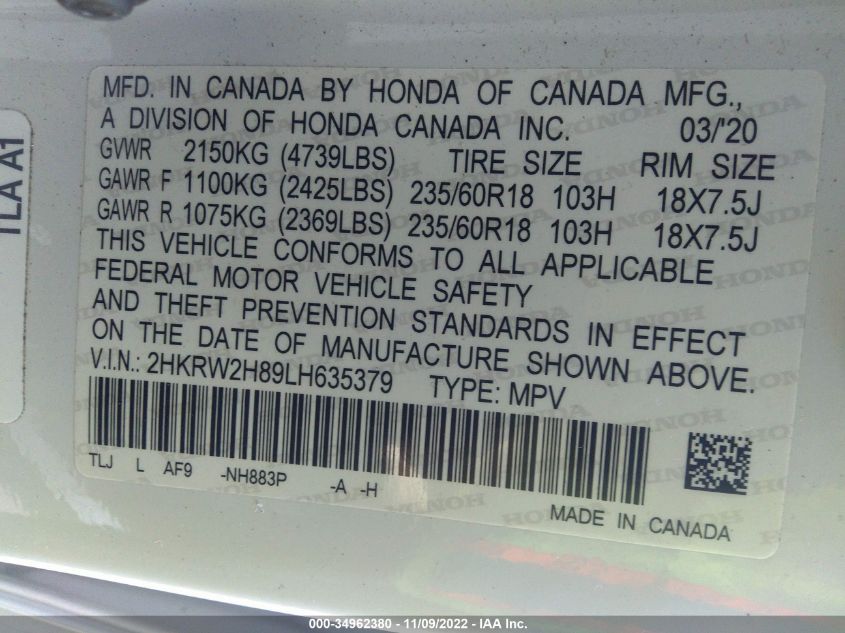 MFD. IN CANADA BY HONDA OF CANADA MFG.,
A DIVISION OF HONDA CANADA INC. 03/'20
GVWR 2150KG (4739LBS) TIRE SIZE RIM SIZE
GAWR F 1100KG (2425LBS) 235/60R18 103H 18X7.5J
GAWR R 1075KG (2369LBS) 235/60R18 103H 18X7.5J
THIS VEHICLE CONFORMS TO ALL APPLICABLE
FEDERAL MOTOR VEHICLE SAFETY
AND THEFT PREVENTION STANDARDS IN EFFECT
ON THE DATE OF MANUFACTURE SHOWN ABOVE.
V.I.N.: 2HKRW2H89LH635379 TYPE: MPV
TLJ L AF9 -NH883P -A -H
MADE IN CANADA
TLA A1
000-34962380 - 11/09/2022 - IAA Inc.